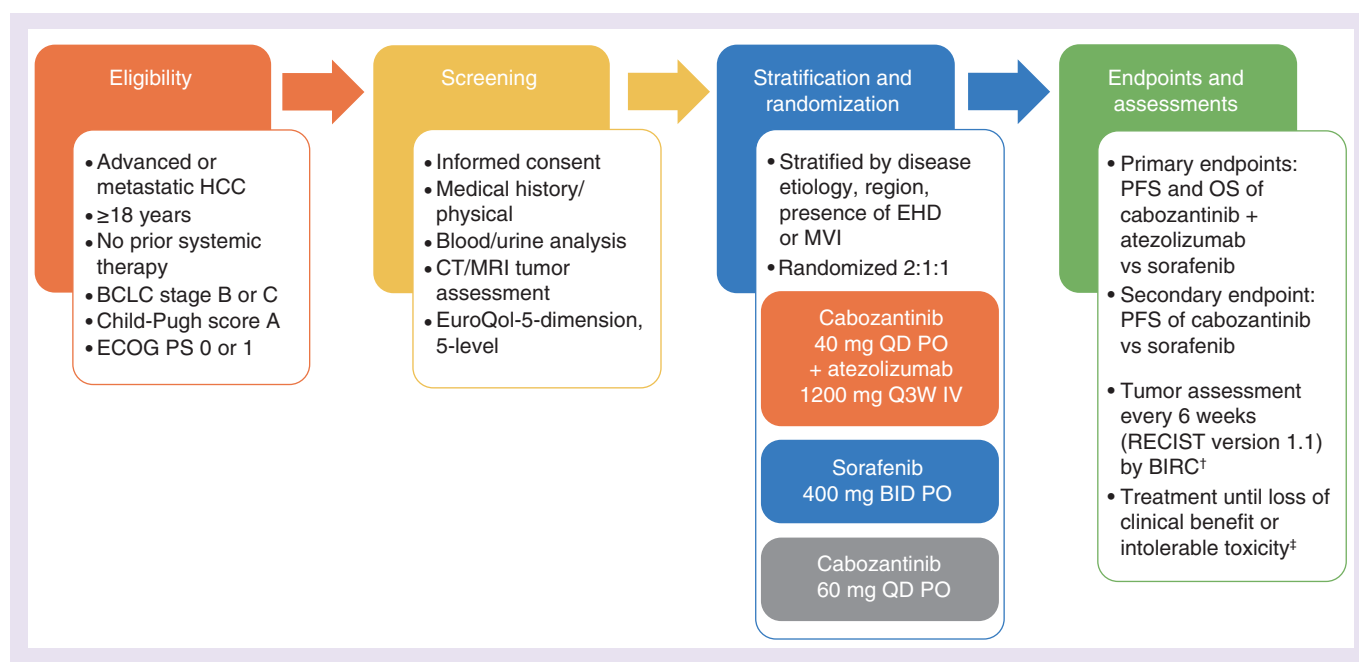 Eligibility
• Advanced or
metastatic HCC
• ≥18 years
• No prior systemic
therapy
• BCLC stage B or C
• Child-Pugh score A
• ECOG PS 0 or 1
Screening
• Informed consent
• Medical history/
physical
• Blood/urine analysis
• CT/MRI tumor
assessment
• EuroQol-5-dimension,
5-level
Stratification and
randomization
• Stratified by disease
etiology, region,
presence of EHD
or MVI
• Randomized 2:1:1
Cabozantinib
40 mg QD PO
+ atezolizumab
1200 mg Q3W IV
Sorafenib
400 mg BID PO
Cabozantinib
60 mg QD PO
Endpoints and
assessments
• Primary endpoints:
PFS and OS of
cabozantinib +
atezolizumab
vs sorafenib
• Secondary endpoint:
PFS of cabozantinib
vs sorafenib
• Tumor assessment
every 6 weeks
(RECIST version 1.1)
by BIRC†
• Treatment until loss of
clinical benefit or
intolerable toxicity‡